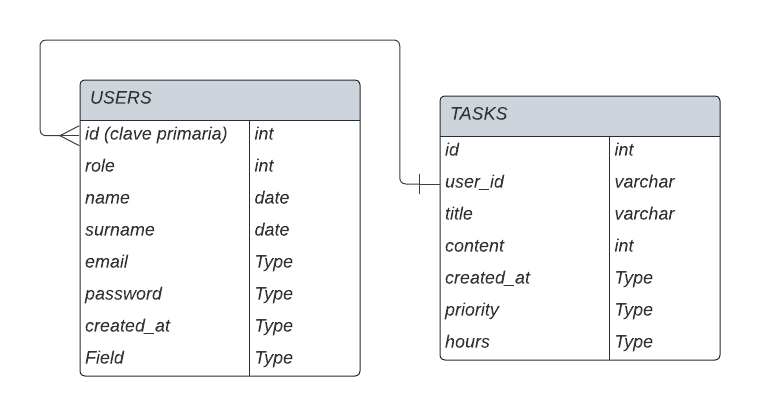 USERS
id (clave primaria) int
role int
name date
surname date
email Type
password Type
created_at Type
Field Type
TASKS
id int
user_id varchar
title varchar
content int
created_at Type
priority Type
hours Type